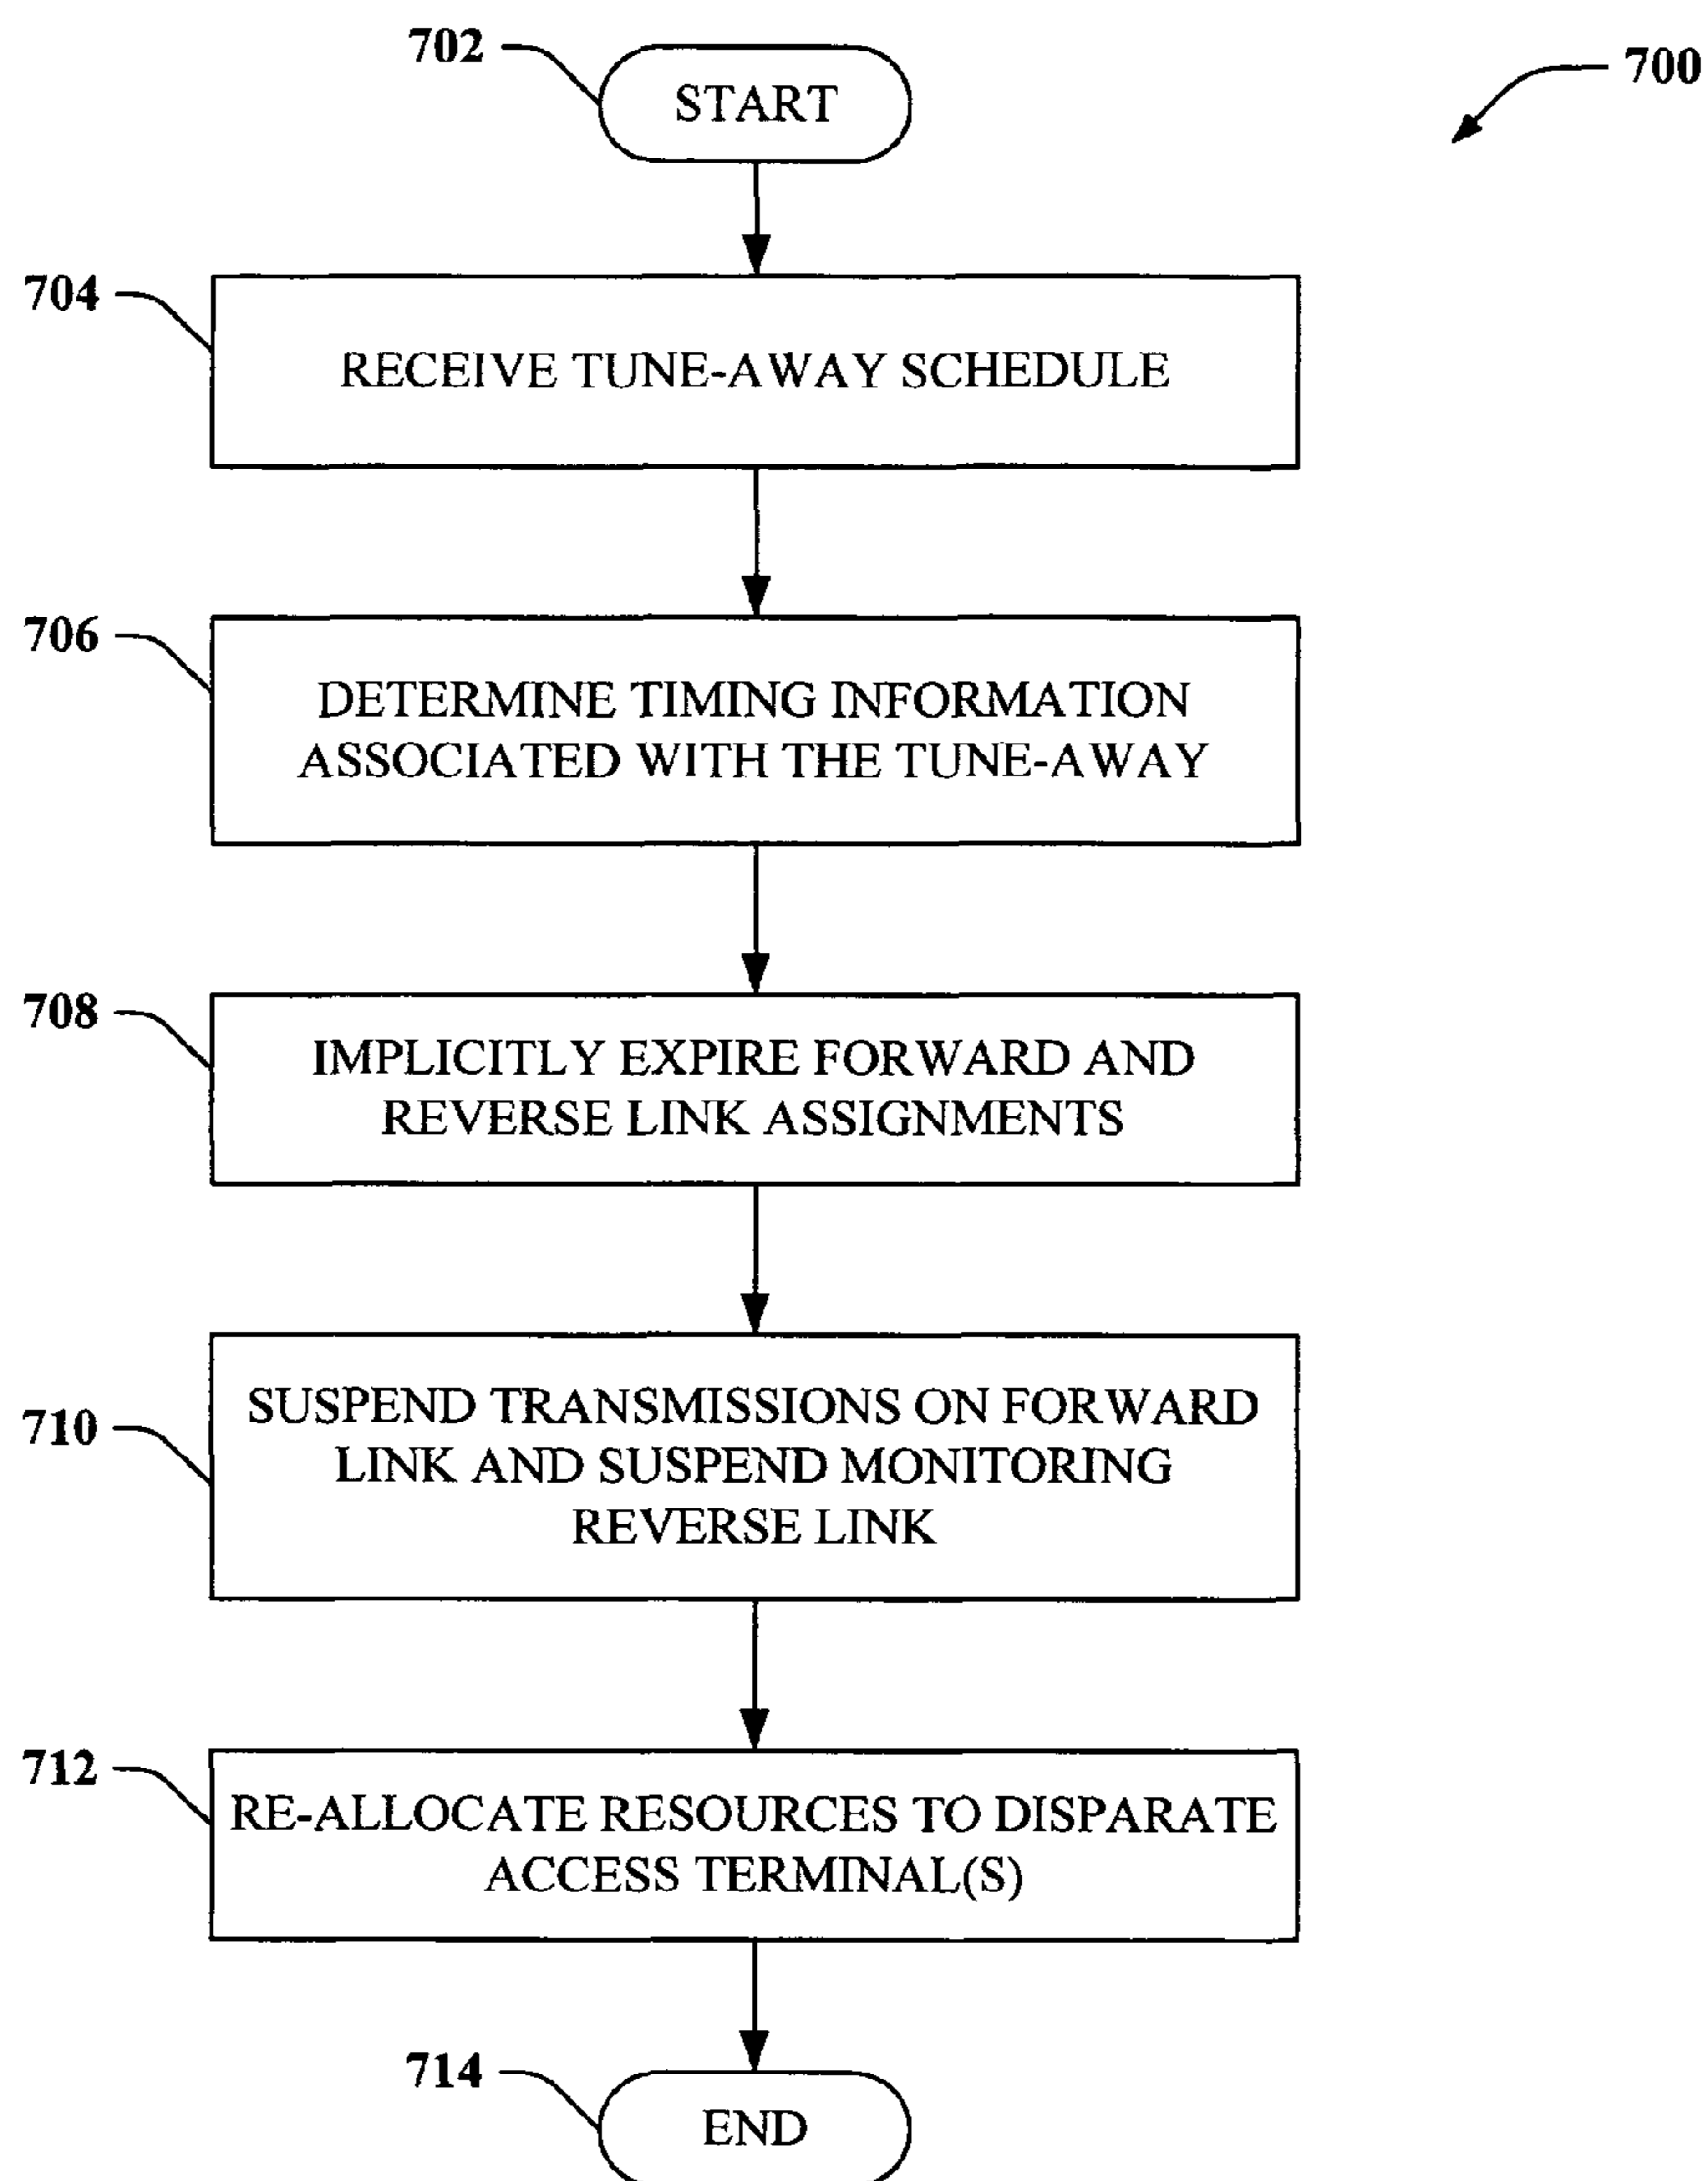 702
START
700
704
RECEIVE TUNE-AWAY SCHEDULE
706
DETERMINE TIMING INFORMATION
ASSOCIATED WITH THE TUNE-AWAY
708
IMPLICITLY EXPIRE FORWARD AND
REVERSE LINK ASSIGNMENTS
710
SUSPEND TRANSMISSIONS ON FORWARD
LINK AND SUSPEND MONITORING
REVERSE LINK
712
RE-ALLOCATE RESOURCES TO DISPARATE
ACCESS TERMINAL(S)
714
END